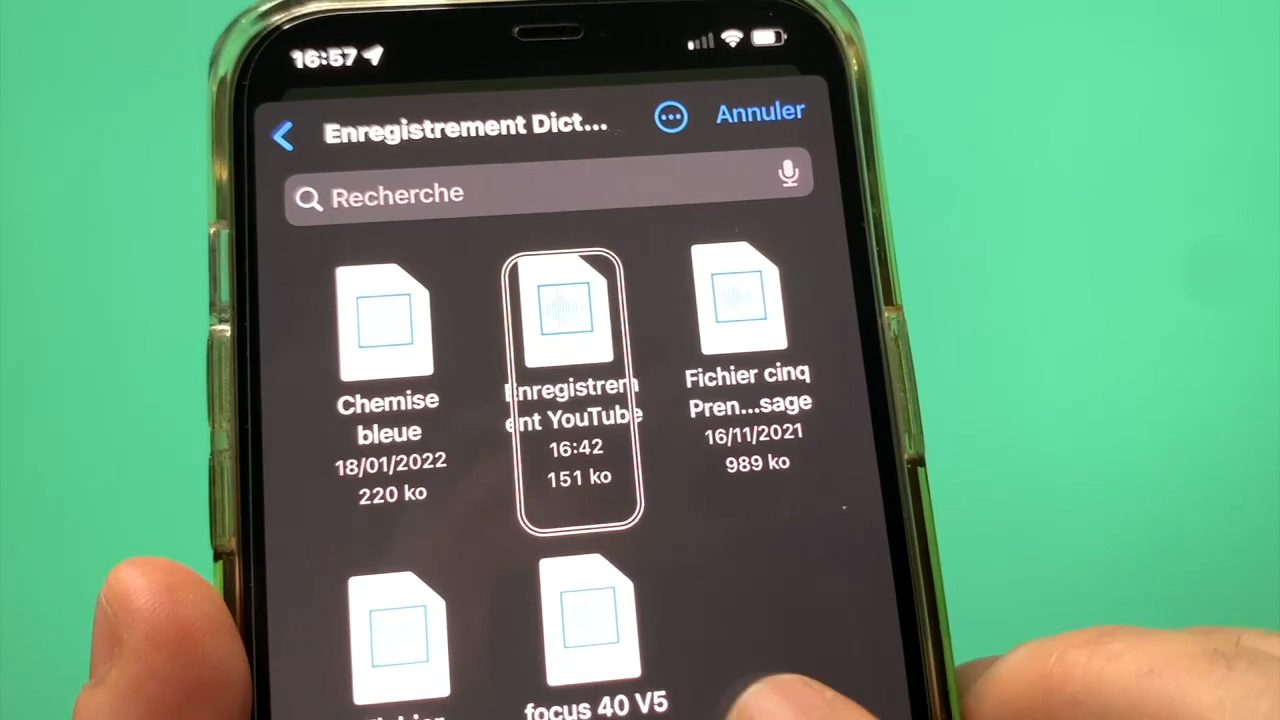 16:57
Enregistrement Dict...
Annuler
Recherche
Chemise
bleue
18/01/2022
220 ko
Enregistrem
ent YouTube
16:42
151 ko
Fichier cinq
Pren...sage
16/11/2021
989 ko
Fichier
focus 40 V5